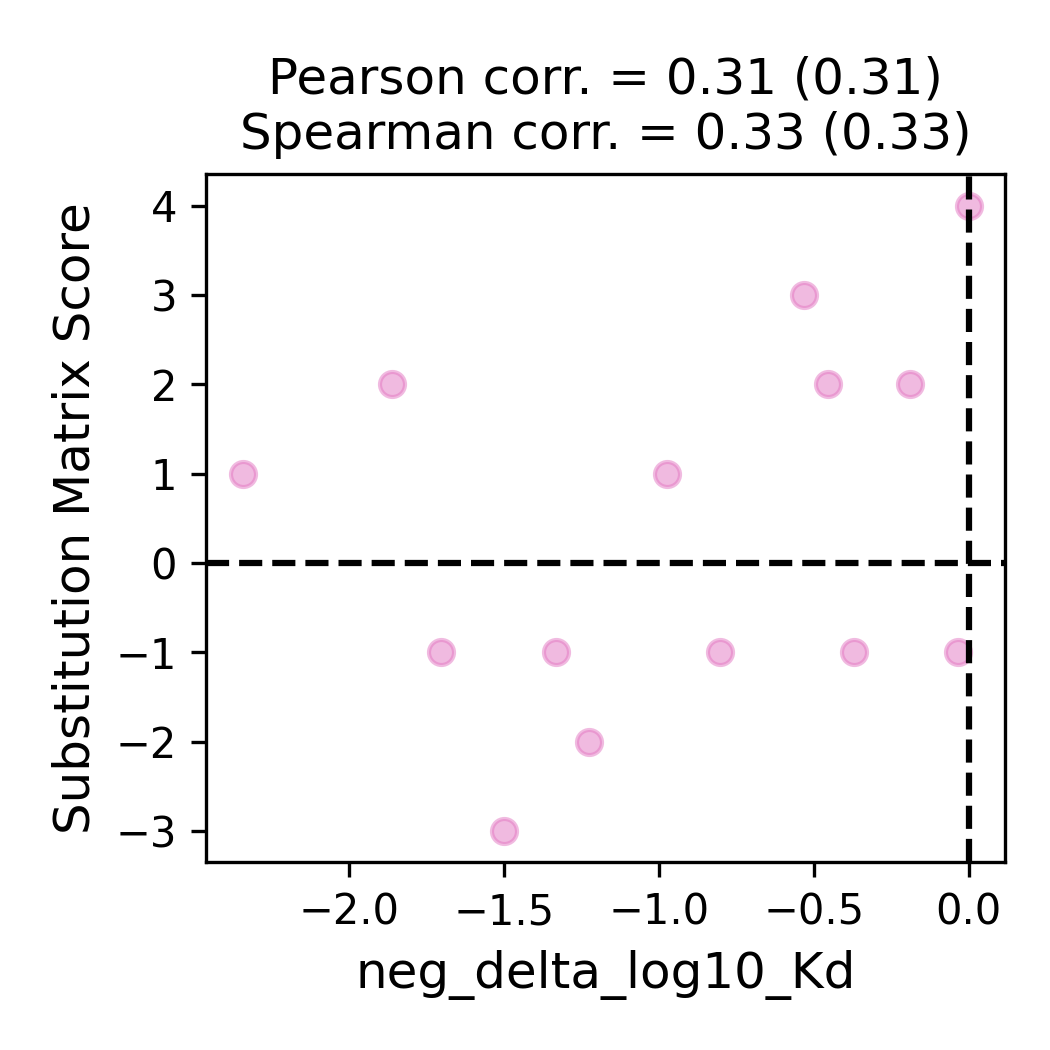 Pearson corr. = 0.31 (0.31)
Spearman corr. = 0.33 (0.33)
Substitution Matrix Score
4
3
2
1
0
−1
−2
−3
−2.0 −1.5 −1.0 −0.5 0.0
neg_delta_log10_Kd